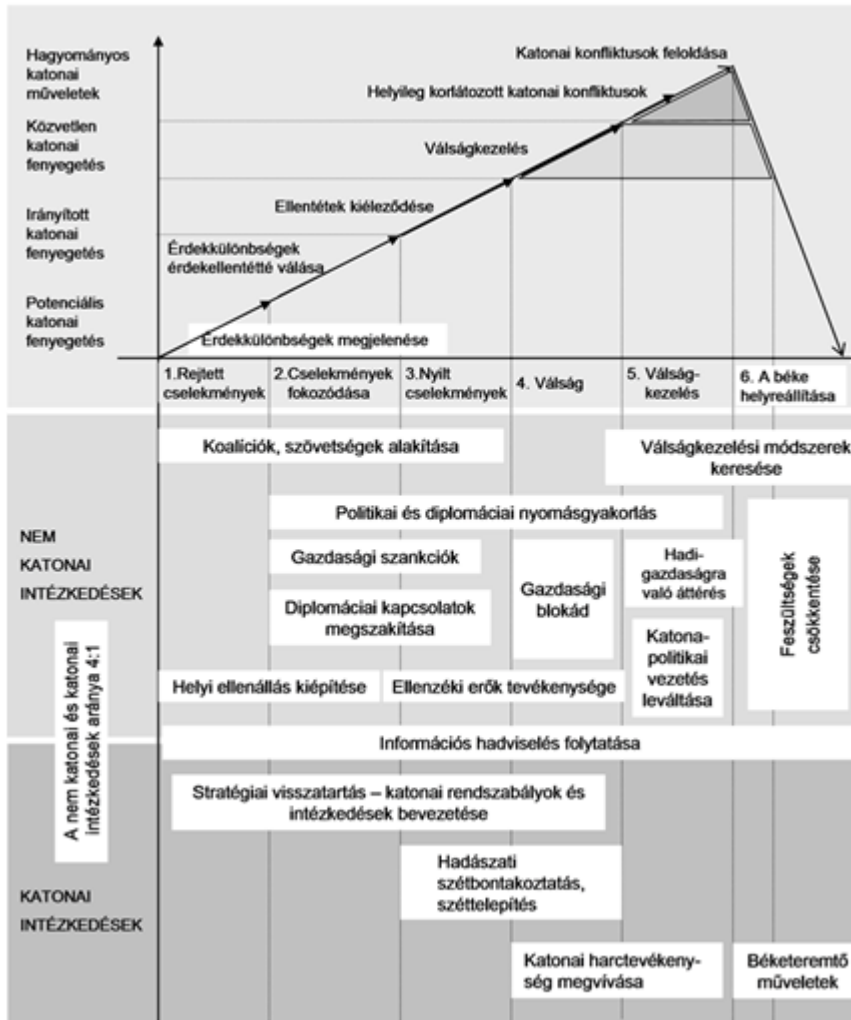 Hagyományos
katonai
műveletek
Közvetlen
katonai
fenyegetés
Irányított
katonai
fenyegetés
Potenciális
katonai
fenyegetés
Katonai konfliktusok feloldása
Helyileg korlátozott katonai konfliktusok
Válságkezelés
Ellentétek kiéleződése
Érdekkülönbségek
érdekellentétté válása
Érdekkülönbségek megjelenése
1.Rejtett
cselekmények
2.Cselekmények
fokozódása
3.Nyílt
cselekmények
4. Válság
5. Válság-
kezelés
6. A béke
helyreállítása
NEM
KATONAI
INTÉZKEDÉSEK
Koalíciók, szövetségek alakítása
Válságkezelési módszerek
keresése
Politikai és diplomáciai nyomásgyakorlás
Gazdasági szankciók
Diplomáciai kapcsolatok
megszakítása
Gazdasági
blokád
Hadi-
gazdaságra
való áttérés
Katona-
politikai
vezetés
leváltása
Feszültségek
csökkentése
Helyi ellenállás kiépítése
Ellenzéki erők tevékenysége
A nem katonai és katonai
intézkedések aránya 4:1
Információs hadviselés folytatása
KATONAI
INTÉZKEDÉSEK
Stratégiai visszatartás – katonai rendszabályok és
intézkedések bevezetése
Hadászati
szétbontakoztatás,
széttelepítés
Katonai harctevékeny-
ség megvívása
Béketeremtő
műveletek